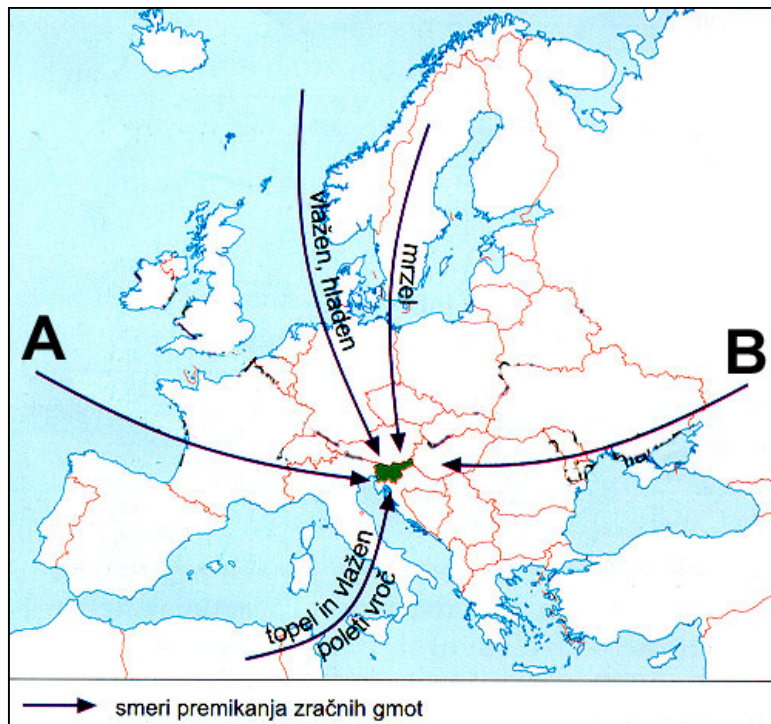 vlažen, hladen
mrzel
A
B
topel in vlažen
poleti vroč
smeri premikanja zračnih gmot